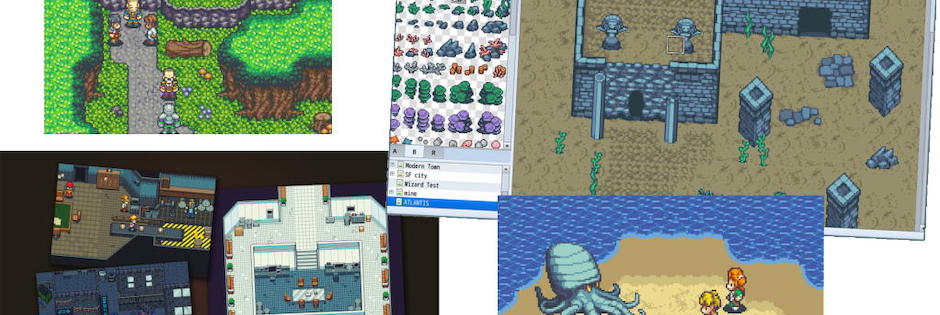 A B R
Modern Town
SF city
Wizard Test
mine
ATLANTIS